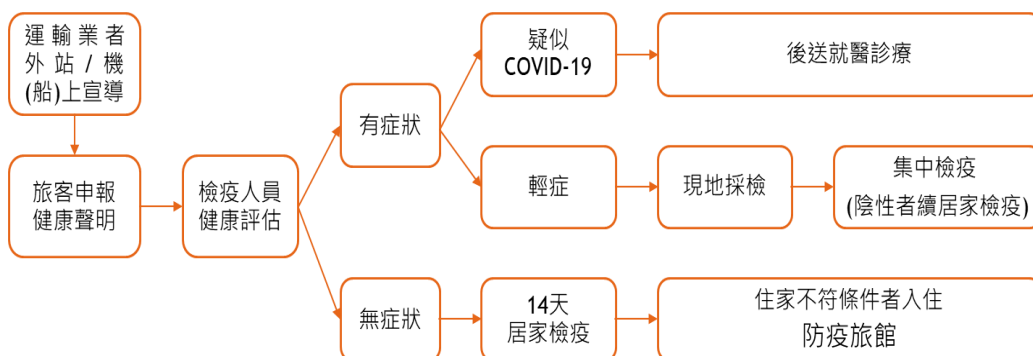 運輸業者
外站/機
(船)上宣導
旅客申報
健康聲明
檢疫人員
健康評估
有症狀
疑似
COVID-19
後送就醫診療
輕症
現地採檢
集中檢疫
(陰性者續居家檢疫)
無症狀
14天
居家檢疫
住家不符條件者入住
防疫旅館